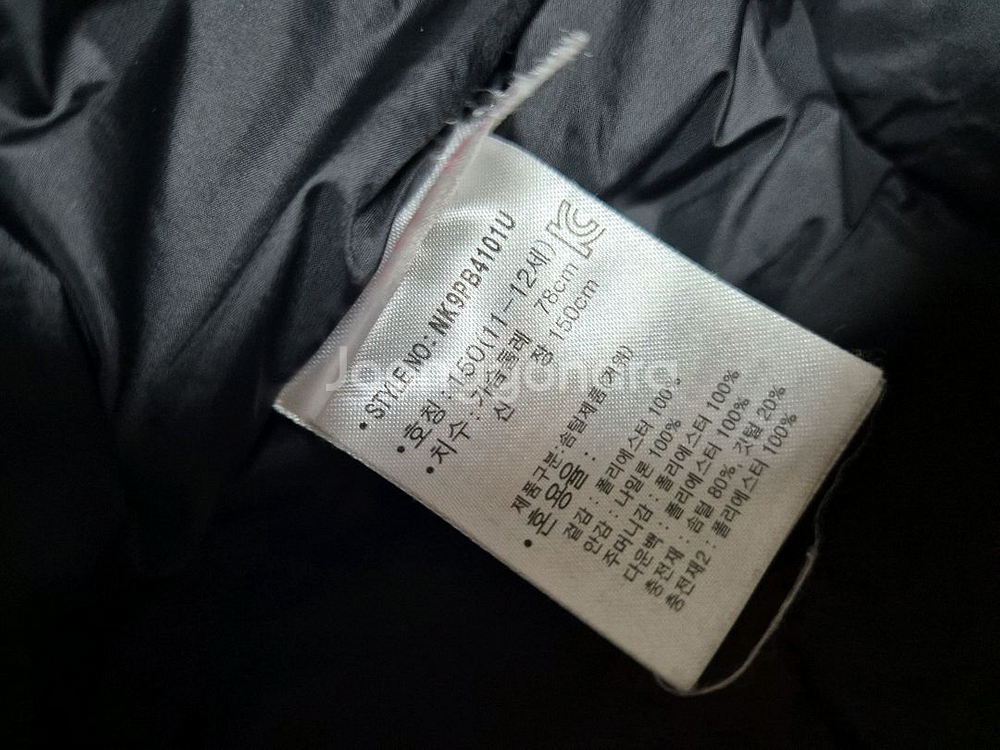 • STYLE NO : NK9PB4101U
• 호칭 : 150(11-12세)
• 치수 : 가슴둘레 78cm
신 장 150cm
KC
제품구분:솜털제품(거위)
• 혼용율 :
겉감 : 폴리에스터 100%
안감 : 나일론 100%
주머니감 : 폴리에스터 100%
다운백 : 폴리에스터 100%
충전재 : 솜털 80%, 깃털 20%
충전재2 : 폴리에스터 100%